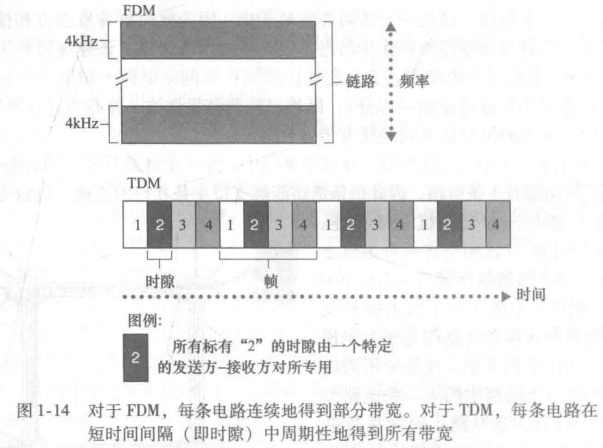 FDM
4kHz
链路
频率
4kHz
TDM
1 2 3 4 1 2 3 4 1 2 3 4 1 2 3 4
时隙
帧
时间
图例:
2
所有标有“2”的时隙由一个特定
的发送方-接收方对所专用
图 1-14 对于 FDM，每条电路连续地得到部分带宽。对于 TDM，每条电路在
短时间间隔（即时隙）中周期性地得到所有带宽